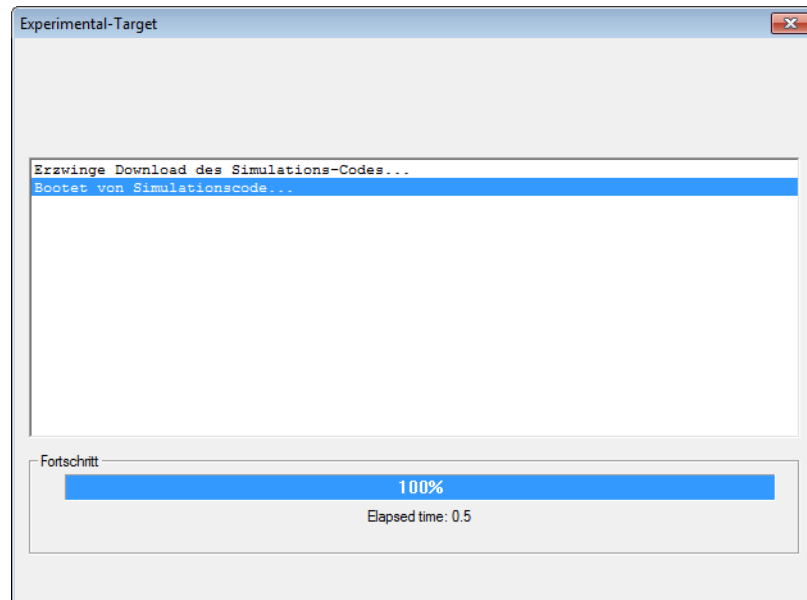 Experimental-Target
Erzwinge Download des Simulations-Codes...
Bootet von Simulationscode...
Fortschritt
100%
Elapsed time: 0.5